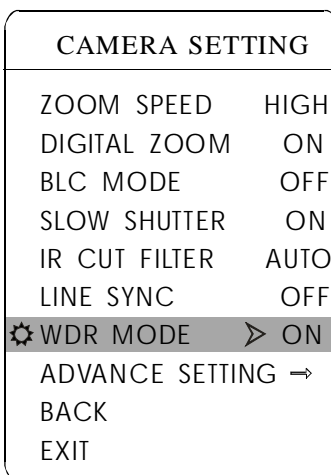 CAMERA SETTING
ZOOM SPEED HIGH
DIGITAL ZOOM ON
BLC MODE OFF
SLOW SHUTTER ON
IR CUT FILTER AUTO
LINE SYNC OFF
WDR MODE ON
ADVANCE SETTING ⇒
BACK
EXIT